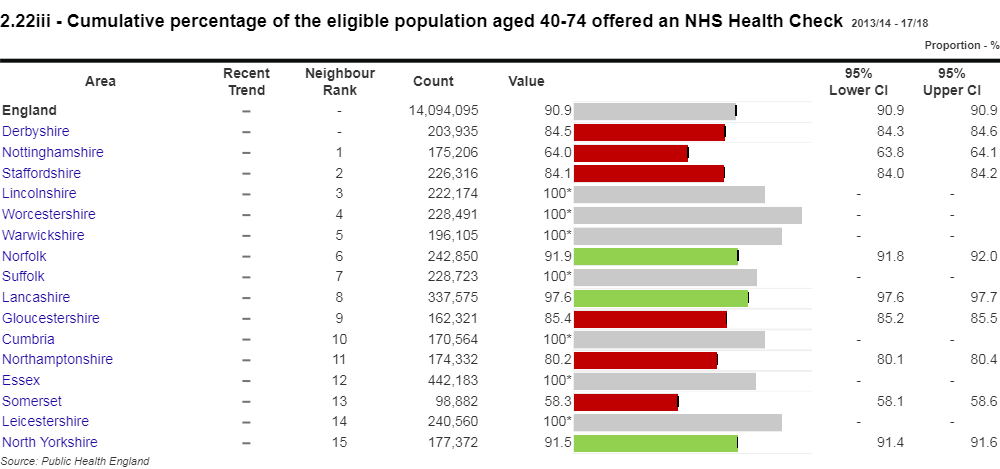 2.22iii - Cumulative percentage of the eligible population aged 40-74 offered an NHS Health Check 2013/14 - 17/18
Proportion - %
Area Recent Trend Neighbour Rank Count Value 95% Lower CI 95% Upper CI
England – - 14,094,095 90.9 90.9 90.9
Derbyshire – - 203,935 84.5 84.3 84.6
Nottinghamshire – 1 175,206 64.0 63.8 64.1
Staffordshire – 2 226,316 84.1 84.0 84.2
Lincolnshire – 3 222,174 100* - -
Worcestershire – 4 228,491 100* - -
Warwickshire – 5 196,105 100* - -
Norfolk – 6 242,850 91.9 91.8 92.0
Suffolk – 7 228,723 100* - -
Lancashire – 8 337,575 97.6 97.6 97.7
Gloucestershire – 9 162,321 85.4 85.2 85.5
Cumbria – 10 170,564 100* - -
Northamptonshire – 11 174,332 80.2 80.1 80.4
Essex – 12 442,183 100* - -
Somerset – 13 98,882 58.3 58.1 58.6
Leicestershire – 14 240,560 100* - -
North Yorkshire – 15 177,372 91.5 91.4 91.6
Source: Public Health England